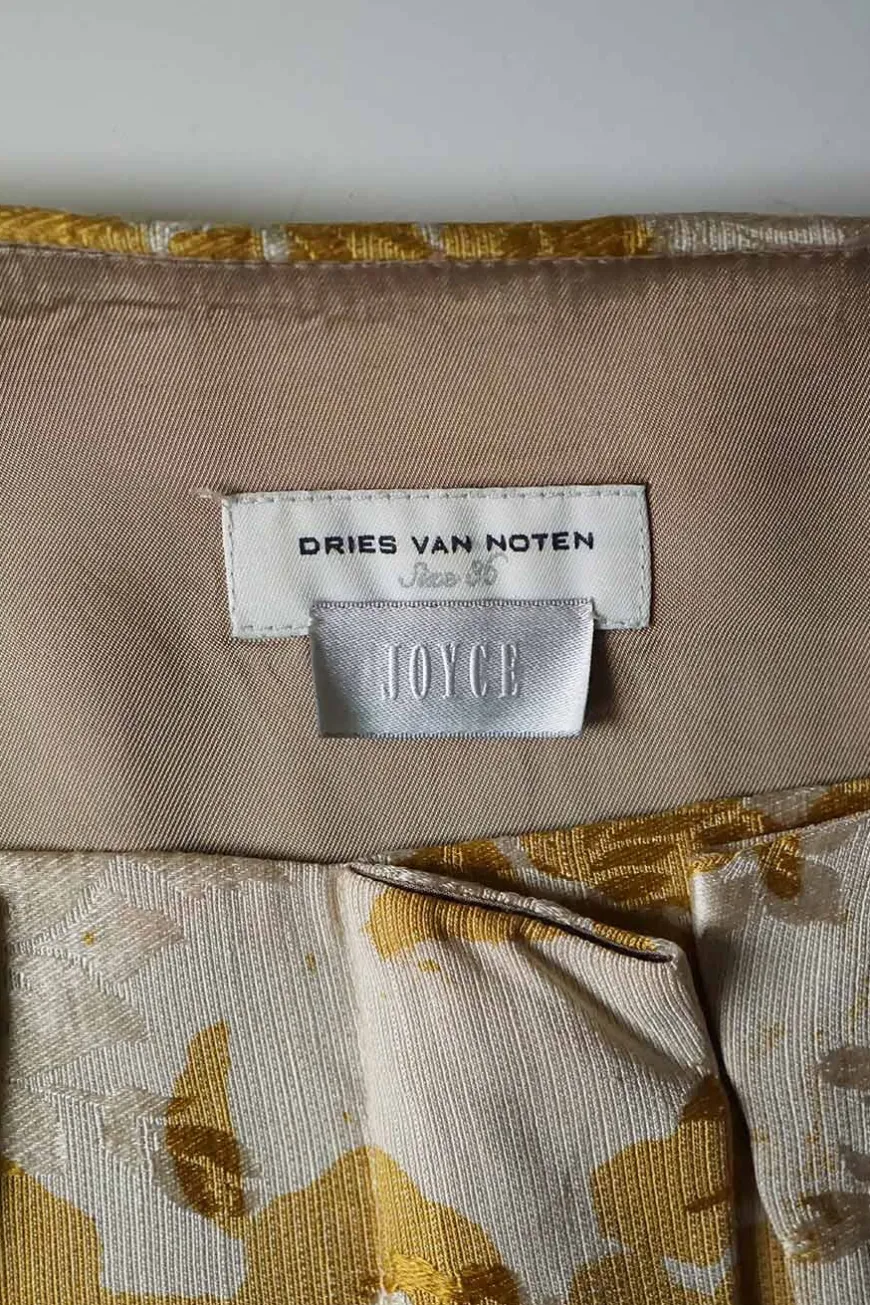 DRIES VAN NOTEN
Size 36
JOYCE